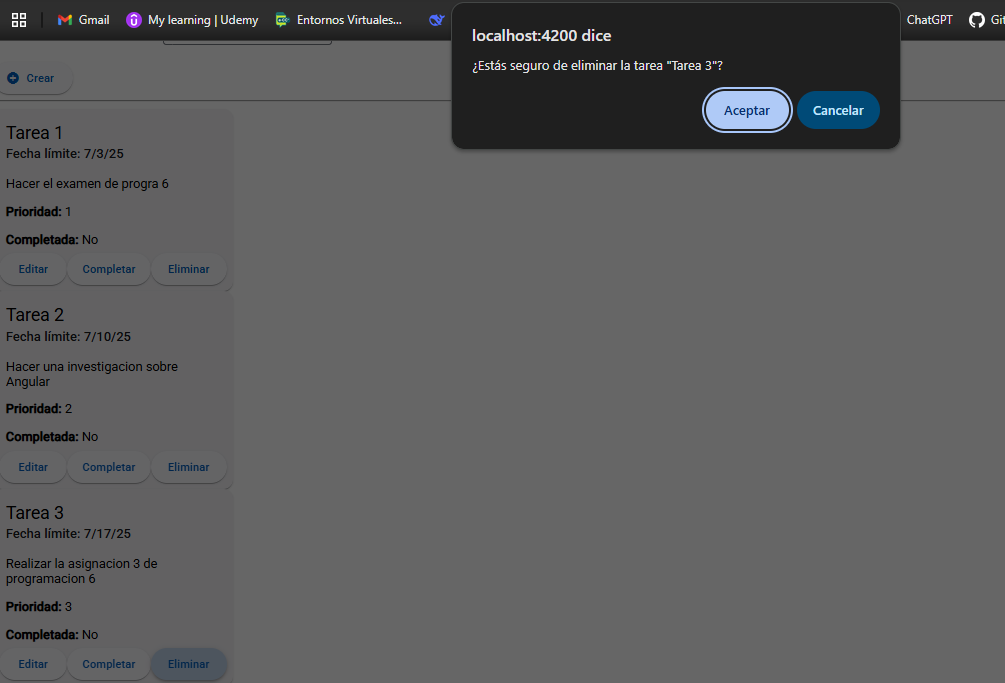 Gmail
My learning | Udemy
Entornos Virtuales...
ChatGPT
Git
localhost:4200 dice
¿Estás seguro de eliminar la tarea "Tarea 3"?
Aceptar
Cancelar
Crear
Tarea 1
Fecha límite: 7/3/25
Hacer el examen de progra 6
Prioridad: 1
Completada: No
Editar
Completar
Eliminar
Tarea 2
Fecha límite: 7/10/25
Hacer una investigacion sobre
Angular
Prioridad: 2
Completada: No
Editar
Completar
Eliminar
Tarea 3
Fecha límite: 7/17/25
Realizar la asignacion 3 de
programacion 6
Prioridad: 3
Completada: No
Editar
Completar
Eliminar